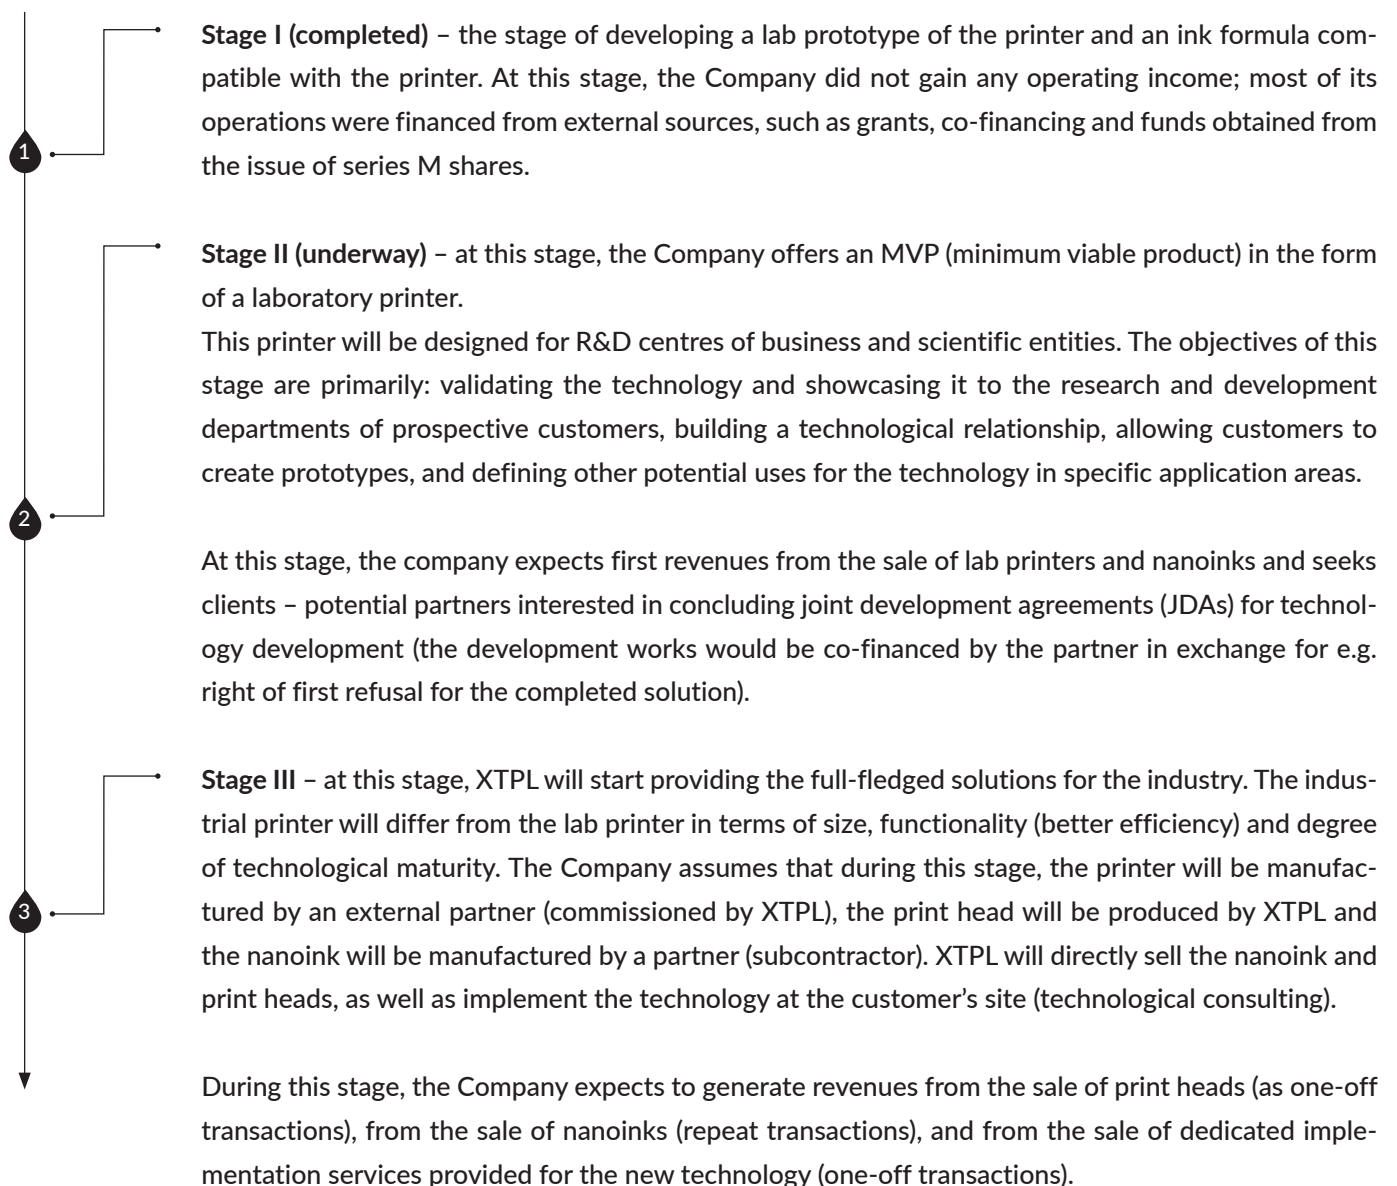 Stage I (completed) – the stage of developing a lab prototype of the printer and an ink formula com-
patible with the printer. At this stage, the Company did not gain any operating income; most of its
operations were financed from external sources, such as grants, co-financing and funds obtained from
the issue of series M shares.
1
Stage II (underway) – at this stage, the Company offers an MVP (minimum viable product) in the form
of a laboratory printer.
This printer will be designed for R&D centres of business and scientific entities. The objectives of this
stage are primarily: validating the technology and showcasing it to the research and development
departments of prospective customers, building a technological relationship, allowing customers to
create prototypes, and defining other potential uses for the technology in specific application areas.
2
At this stage, the company expects first revenues from the sale of lab printers and nanoinks and seeks
clients – potential partners interested in concluding joint development agreements (JDAs) for technol-
ogy development (the development works would be co-financed by the partner in exchange for e.g.
right of first refusal for the completed solution).
Stage III – at this stage, XTPL will start providing the full-fledged solutions for the industry. The indus-
trial printer will differ from the lab printer in terms of size, functionality (better efficiency) and degree
of technological maturity. The Company assumes that during this stage, the printer will be manufac-
tured by an external partner (commissioned by XTPL), the print head will be produced by XTPL and
the nanoink will be manufactured by a partner (subcontractor). XTPL will directly sell the nanoink and
print heads, as well as implement the technology at the customer’s site (technological consulting).
3
During this stage, the Company expects to generate revenues from the sale of print heads (as one-off
transactions), from the sale of nanoinks (repeat transactions), and from the sale of dedicated imple-
mentation services provided for the new technology (one-off transactions).